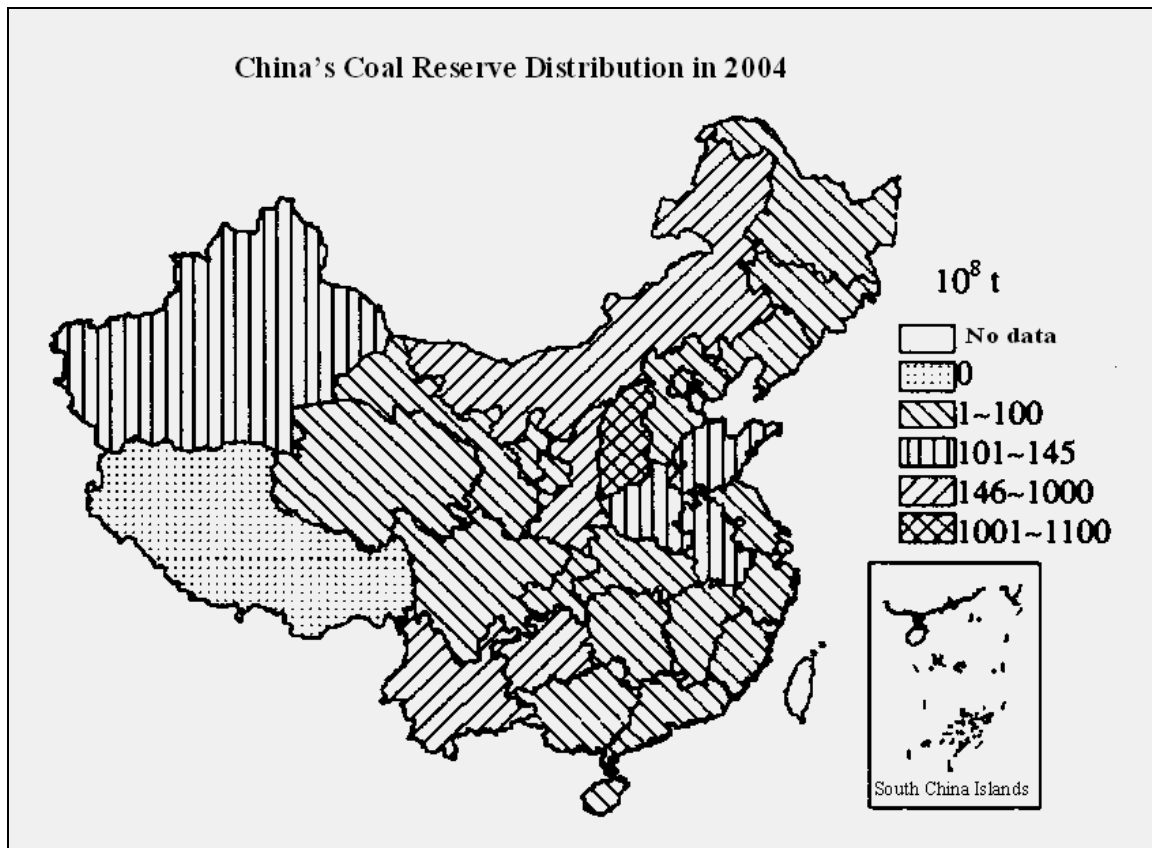 China's Coal Reserve Distribution in 2004
10⁸ t
No data
0
1~100
101~145
146~1000
1001~1100
South China Islands